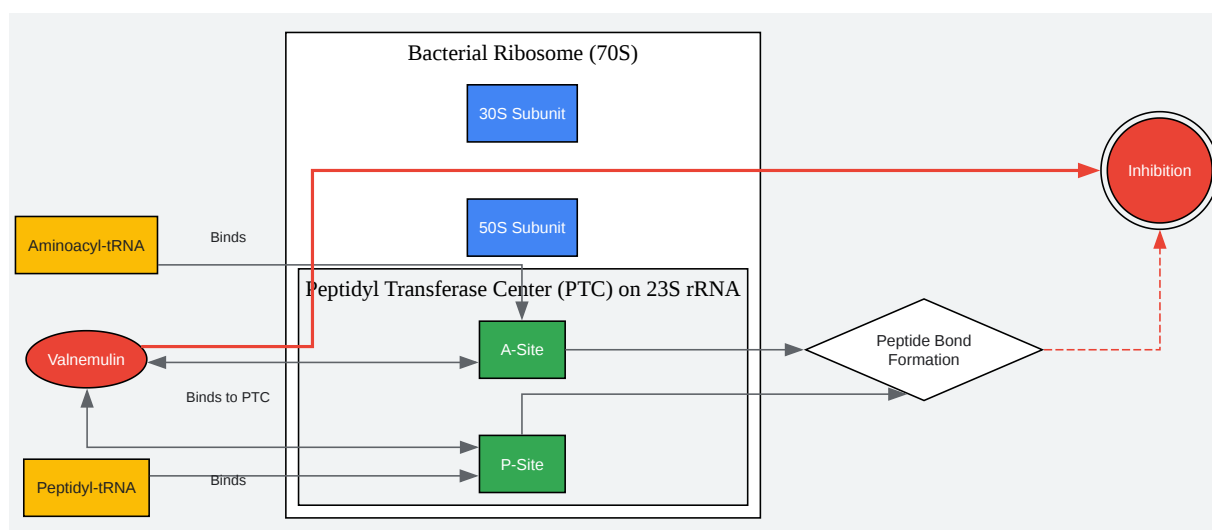 Bacterial Ribosome (70S)
30S Subunit
Inhibition
50S Subunit
Aminoacyl-tRNA
Binds
Peptidyl Transferase Center (PTC) on 23S rRNA
A-Site
Peptide Bond
Formation
Valnemulin
Binds to PTC
P-Site
Peptidyl-tRNA
Binds